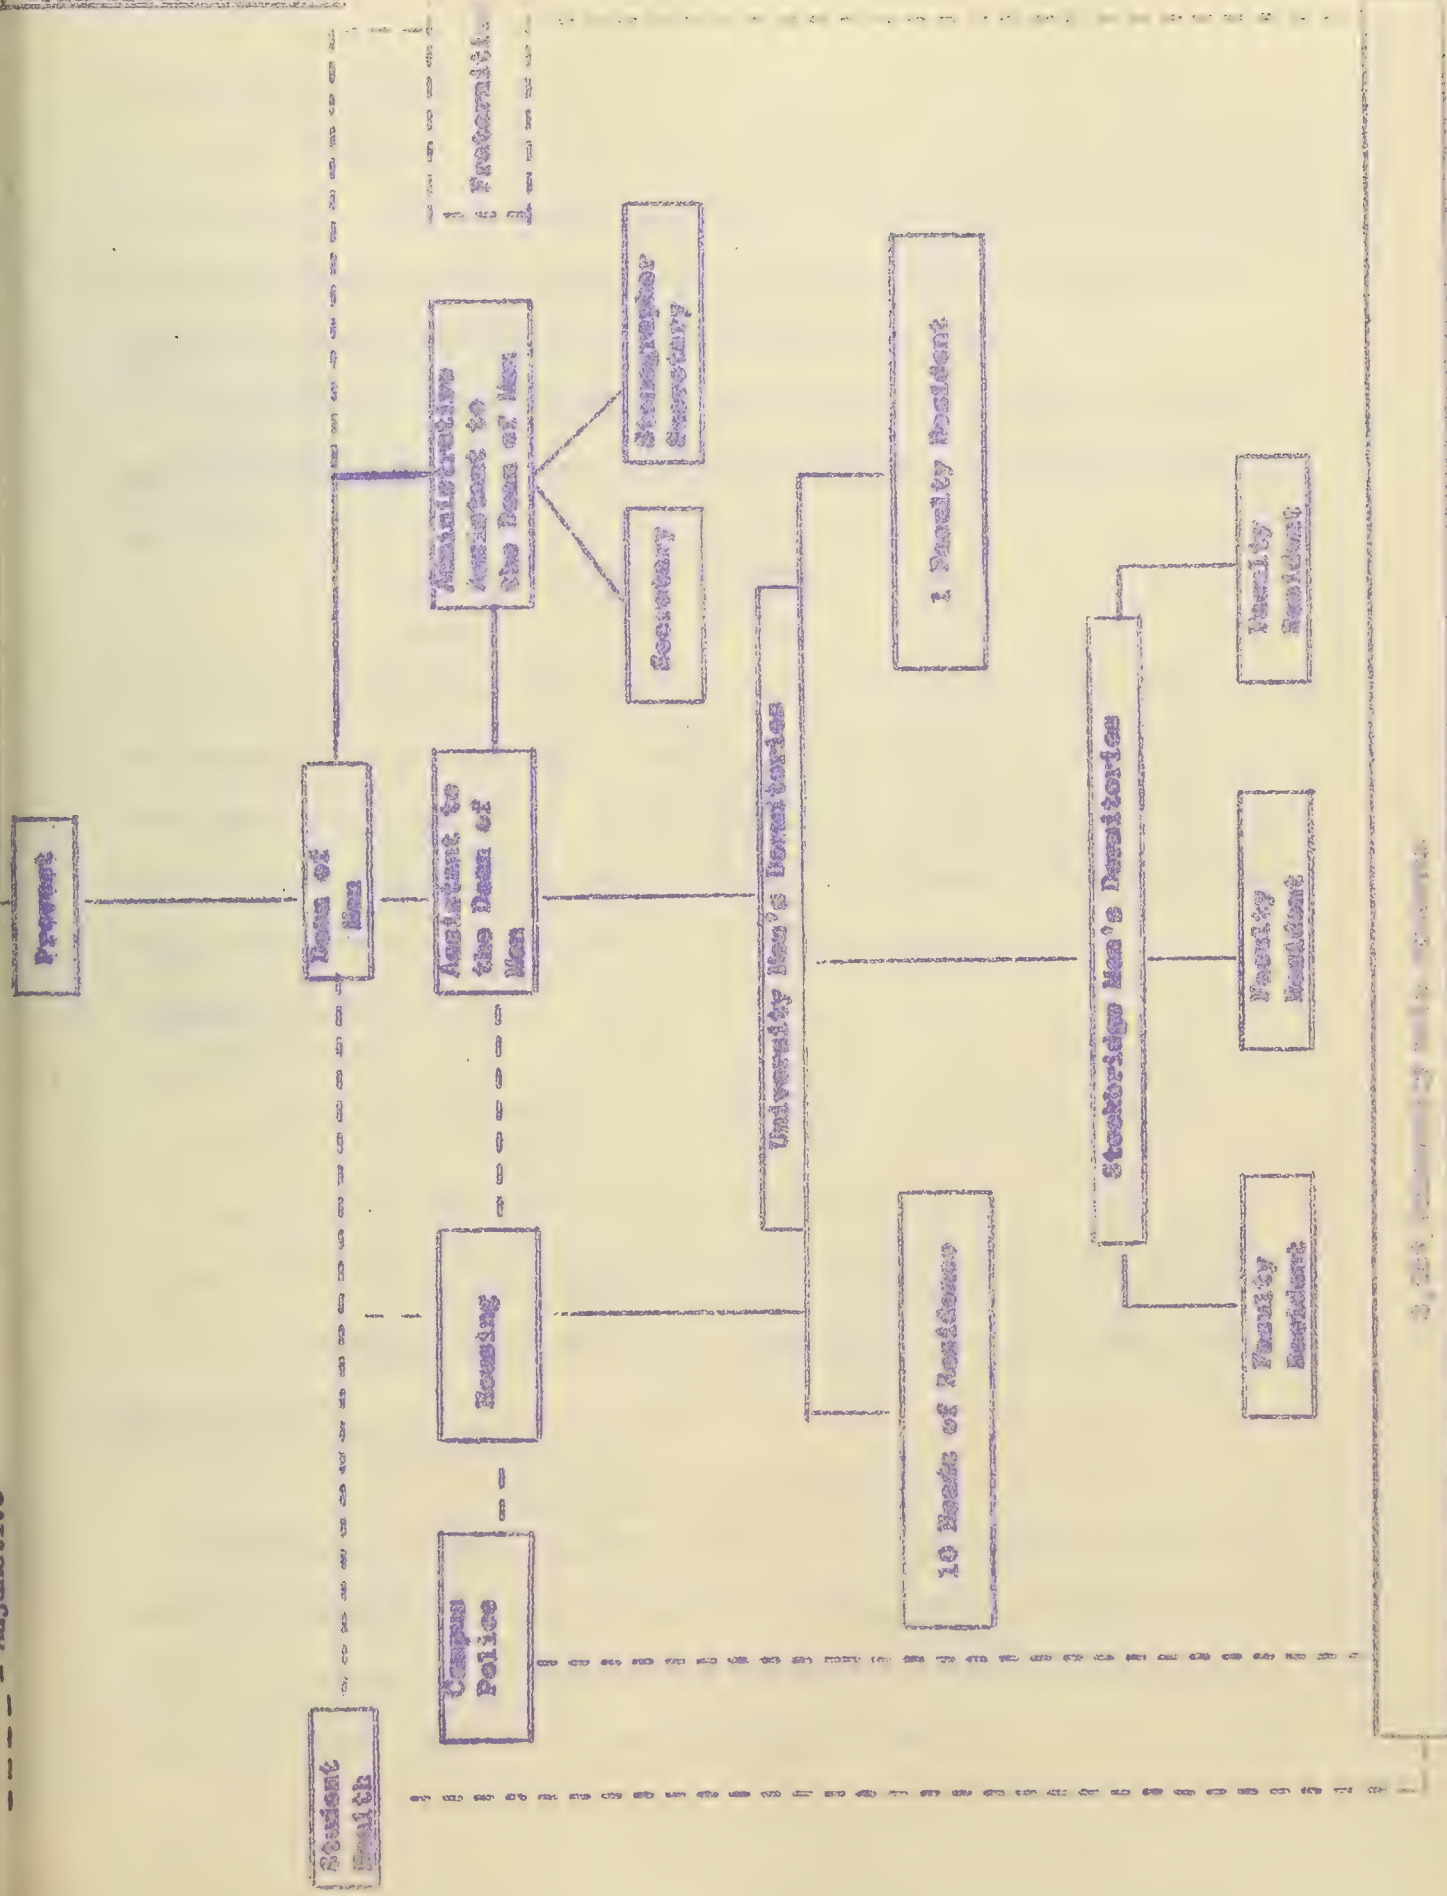 Provost
Dean of
Men
Student
Health
Campus
Police
Housing
Assistant to
the Dean of
Men
Administrative
Assistant to
the Dean of Men
Secretary
Stenographer
Secretary
University Men's Dormitories
10 Heads of Residence
1 Faculty Resident
Stockbridge Men's Dormitories
Faculty
Resident
Faculty
Resident
Faculty
Resident